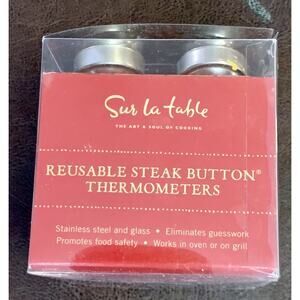 Sur la table
THE ART & SOUL OF COOKING
REUSABLE STEAK BUTTON®
THERMOMETERS
Stainless steel and glass • Eliminates guesswork
Promotes food safety • Works in oven or on grill